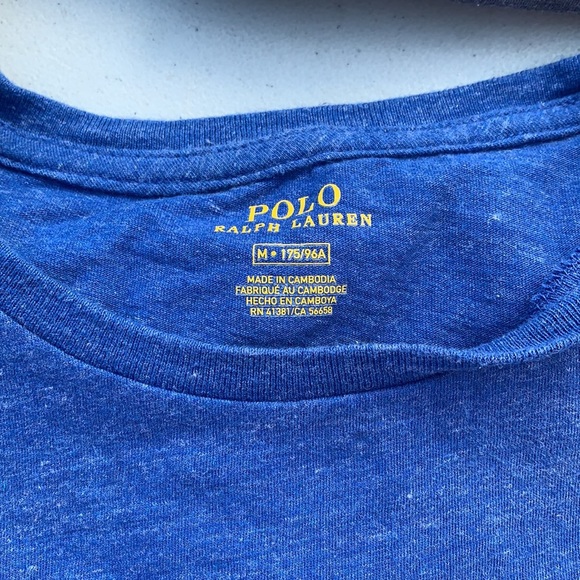 POLO
RALPH LAUREN
M • 175/96A
MADE IN CAMBODIA
FABRIQUÉ AU CAMBODGE
HECHO EN CAMBOYA
RN 41381/CA 56658